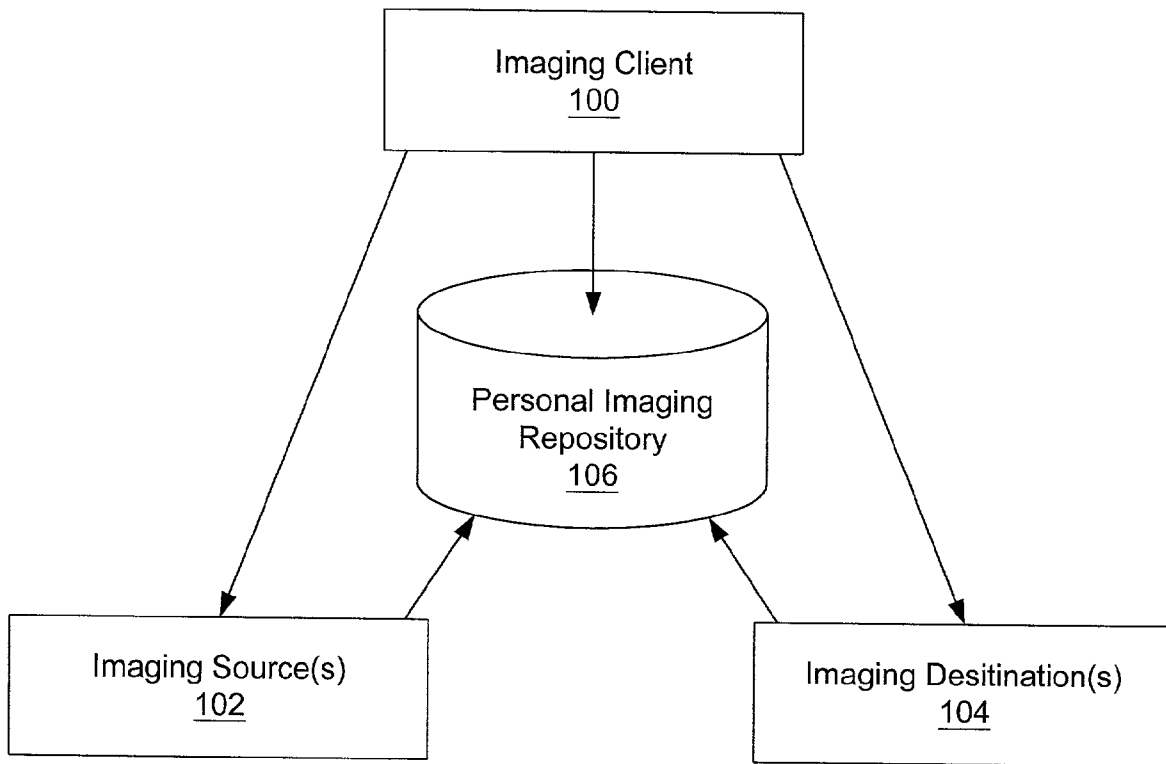 Imaging Client
100
Personal Imaging
Repository
106
Imaging Source(s)
102
Imaging Desitination(s)
104